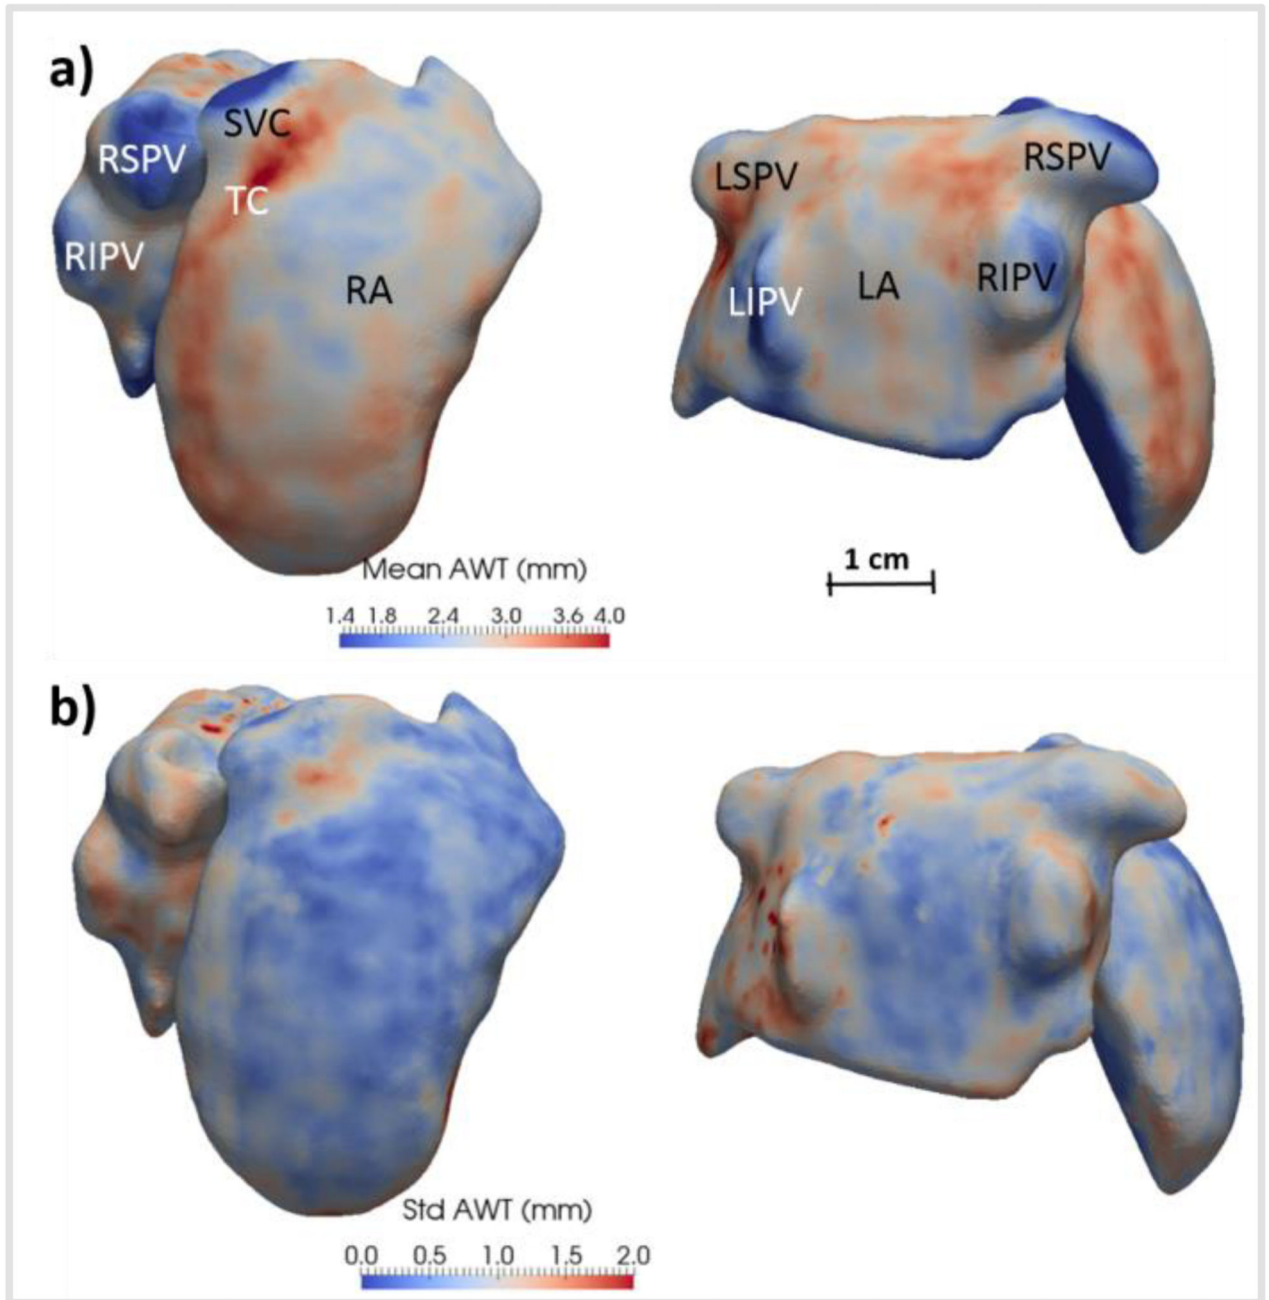 a)
SVC
RSPV
TC
RIPV
RA
LSPV
RSPV
LIPV
LA
RIPV
1 cm
Mean AWT (mm)
1.4 1.8 2.4 3.0 3.6 4.0
b)
Std AWT (mm)
0.0 0.5 1.0 1.5 2.0